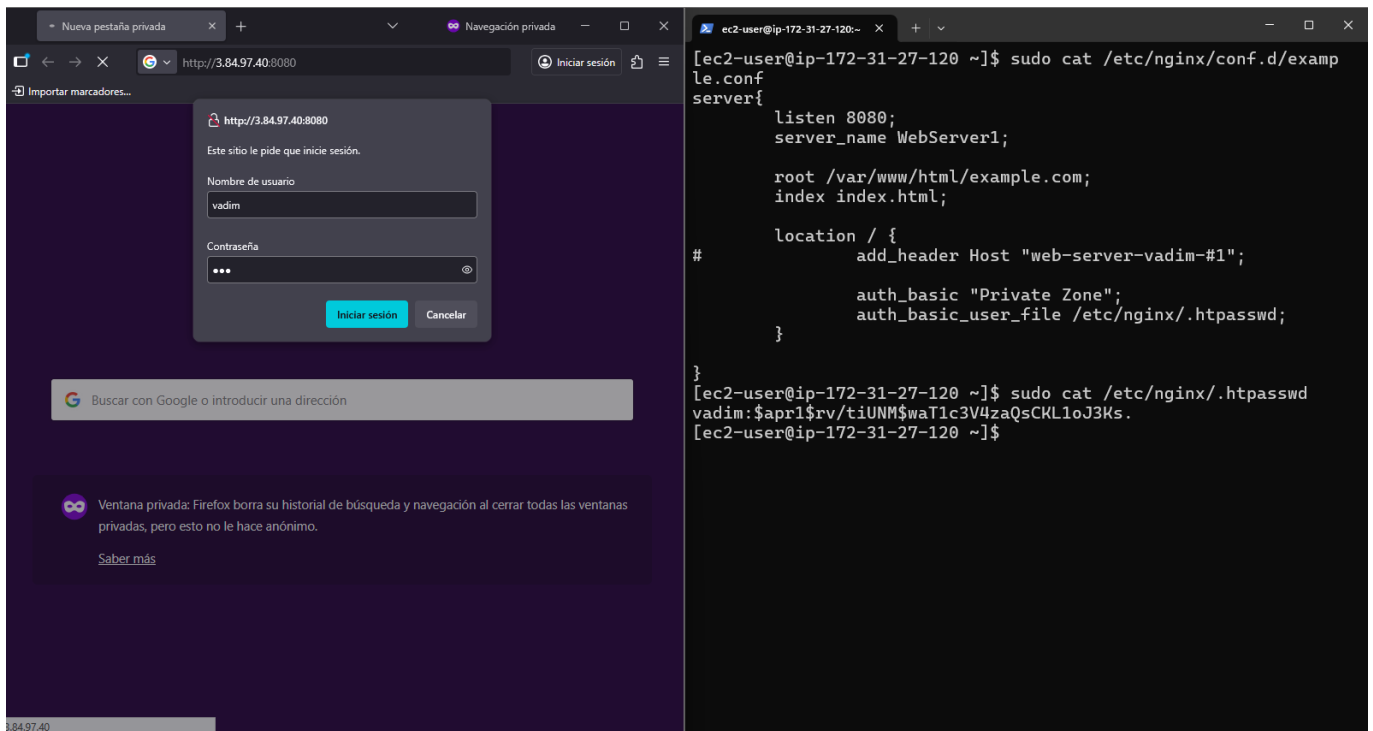 Nueva pestaña privada
Navegación privada
http://3.84.97.40:8080
Iniciar sesión
Importar marcadores...
http://3.84.97.40:8080
Este sitio le pide que inicie sesión.
Nombre de usuario
vadim
Contraseña
•••
Iniciar sesión Cancelar
Buscar con Google o introducir una dirección
Ventana privada: Firefox borra su historial de búsqueda y navegación al cerrar todas las ventanas
privadas, pero esto no le hace anónimo.
Saber más
3.84.97.40
ec2-user@ip-172-31-27-120:~
[ec2-user@ip-172-31-27-120 ~]$ sudo cat /etc/nginx/conf.d/examp
le.conf
server{
listen 8080;
server_name WebServer1;
root /var/www/html/example.com;
index index.html;
location / {
# add_header Host "web-server-vadim-#1";
auth_basic "Private Zone";
auth_basic_user_file /etc/nginx/.htpasswd;
}
}
[ec2-user@ip-172-31-27-120 ~]$ sudo cat /etc/nginx/.htpasswd
vadim:$apr1$rv/tiUNM$waT1c3V4zaQsCKL1oJ3Ks.
[ec2-user@ip-172-31-27-120 ~]$